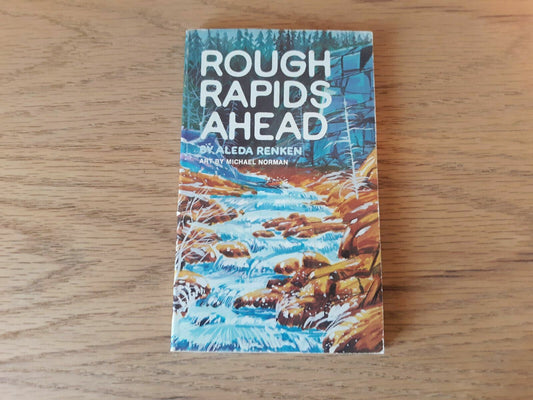 ROUGH
RAPIDS
AHEAD
BY ALEDA RENKEN
ART BY MICHAEL NORMAN